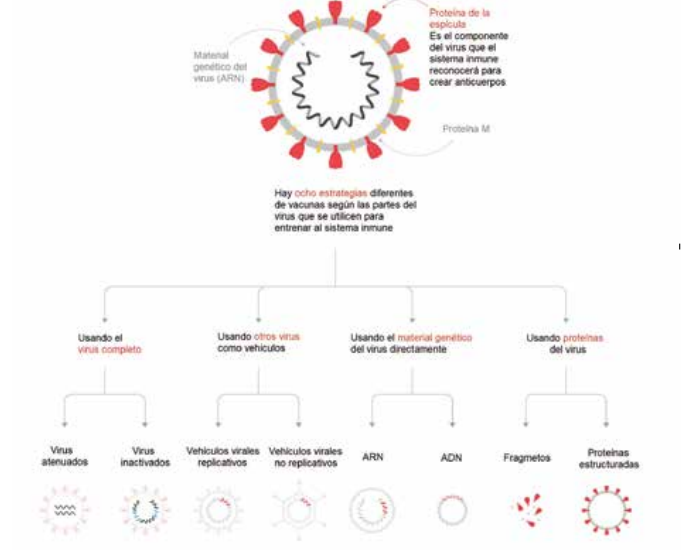 Proteína de la
espícula
Es el componente
del virus que el
sistema inmune
reconocerá para
crear anticuerpos
Material
genético del
virus (ARN)
Proteína M
Hay ocho estrategias diferentes
de vacunas según las partes del
virus que se utilicen para
entrenar al sistema inmune
Usando el
virus completo
Usando otros virus
como vehículos
Usando el material genético
del virus directamente
Usando proteínas
del virus
Virus
atenuados
Virus
inactivados
Vehículos virales
replicativos
Vehículos virales
no replicativos
ARN
ADN
Fragmetos
Proteínas
estructuradas